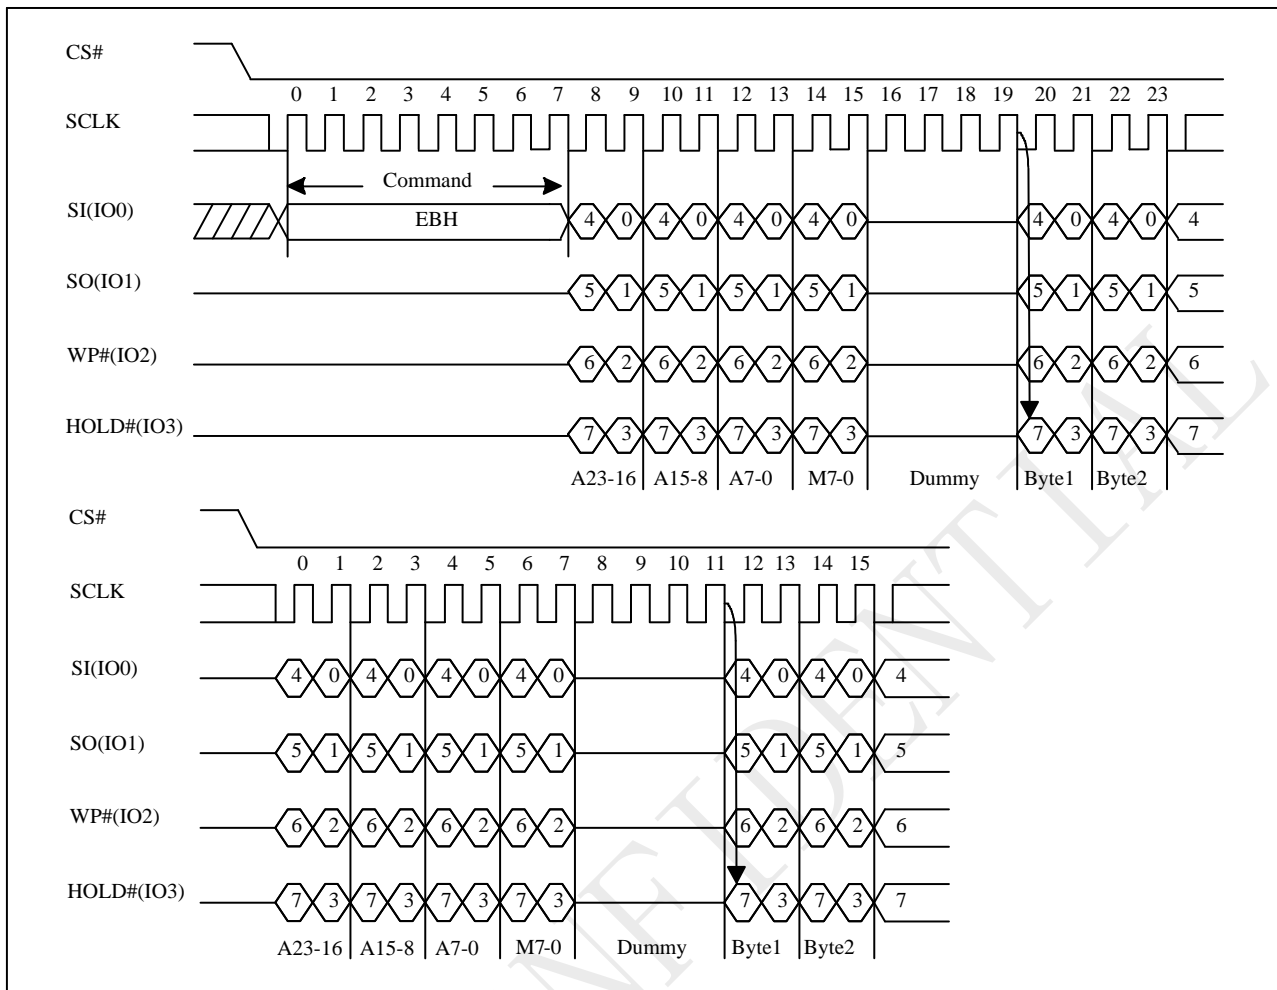 CS#
0 1 2 3 4 5 6 7 8 9 10 11 12 13 14 15 16 17 18 19 20 21 22 23
SCLK
Command
SI(IO0) EBH 4 0 4 0 4 0 4 0 4 0 4 0 4
SO(IO1) 5 1 5 1 5 1 5 1 5 1 5 1 5
WP#(IO2) 6 2 6 2 6 2 6 2 6 2 6 2 6
HOLD#(IO3) 7 3 7 3 7 3 7 3 7 3 7 3 7
A23-16 A15-8 A7-0 M7-0 Dummy Byte1 Byte2
CS#
0 1 2 3 4 5 6 7 8 9 10 11 12 13 14 15
SCLK
SI(IO0) 4 0 4 0 4 0 4 0 4 0 4 0 4
SO(IO1) 5 1 5 1 5 1 5 1 5 1 5 1 5
WP#(IO2) 6 2 6 2 6 2 6 2 6 2 6 2 6
HOLD#(IO3) 7 3 7 3 7 3 7 3 7 3 7 3 7
A23-16 A15-8 A7-0 M7-0 Dummy Byte1 Byte2
NFIDENTIAL